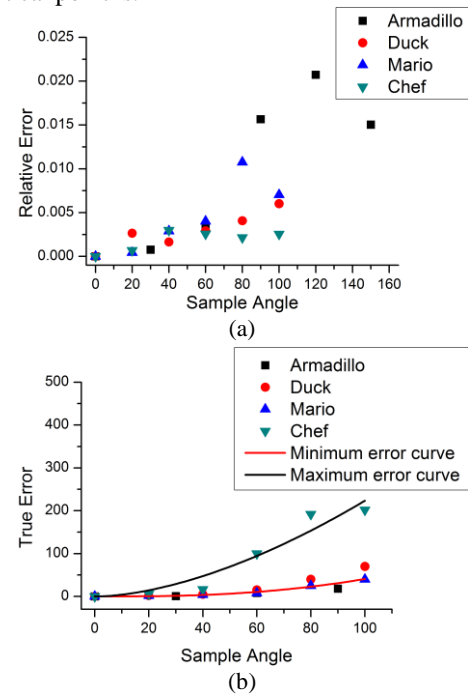 Armadillo
Duck
Mario
Chef
0.025
0.020
0.015
0.010
0.005
0.000
Relative Error
0 20 40 60 80 100 120 140 160
Sample Angle
(a)
Armadillo
Duck
Mario
Chef
Minimum error curve
Maximum error curve
500
400
300
200
100
0
True Error
0 20 40 60 80 100
Sample Angle
(b)